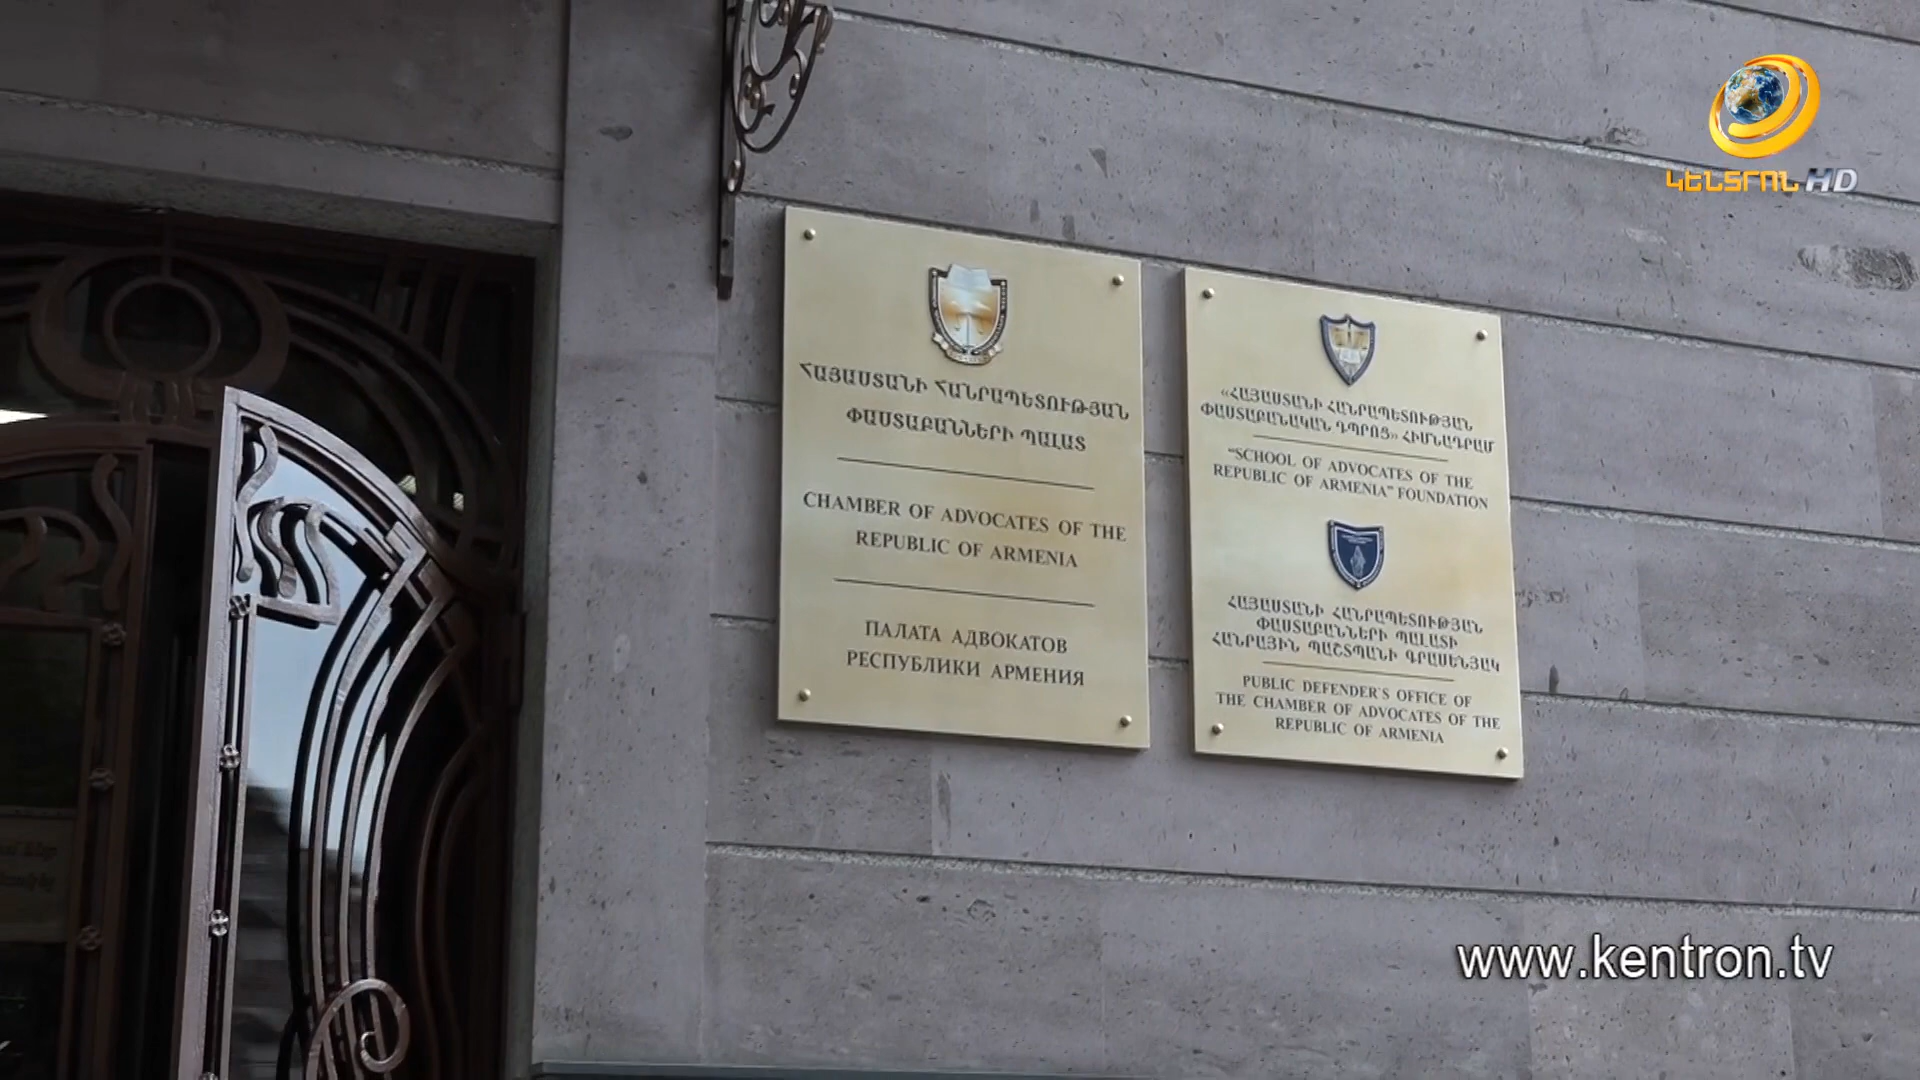 ԿԵՆՏՐՈՆ HD
ՀԱՅԱՍՏԱՆԻ ՀԱՆՐԱՊԵՏՈՒԹՅԱՆ
ՓԱՍՏԱԲԱՆՆԵՐԻ ՊԱԼԱՏ
CHAMBER OF ADVOCATES OF THE
REPUBLIC OF ARMENIA
ПАЛАТА АДВОКАТОВ
РЕСПУБЛИКИ АРМЕНИЯ
«ՀԱՅԱՍՏԱՆԻ ՀԱՆՐԱՊԵՏՈՒԹՅԱՆ
ՓԱՍՏԱԲԱՆԱԿԱՆ ԴՊՐՈՑ» ՀԻՄՆԱԴՐԱՄ
"SCHOOL OF ADVOCATES OF THE
REPUBLIC OF ARMENIA" FOUNDATION
ՀԱՅԱՍՏԱՆԻ ՀԱՆՐԱՊԵՏՈՒԹՅԱՆ
ՓԱՍՏԱԲԱՆՆԵՐԻ ՊԱԼԱՏԻ
ՀԱՆՐԱՅԻՆ ՊԱՇՏՊԱՆԻ ԳՐԱՍԵՆՅԱԿ
PUBLIC DEFENDER'S OFFICE OF
THE CHAMBER OF ADVOCATES OF THE
REPUBLIC OF ARMENIA
www.kentron.tv